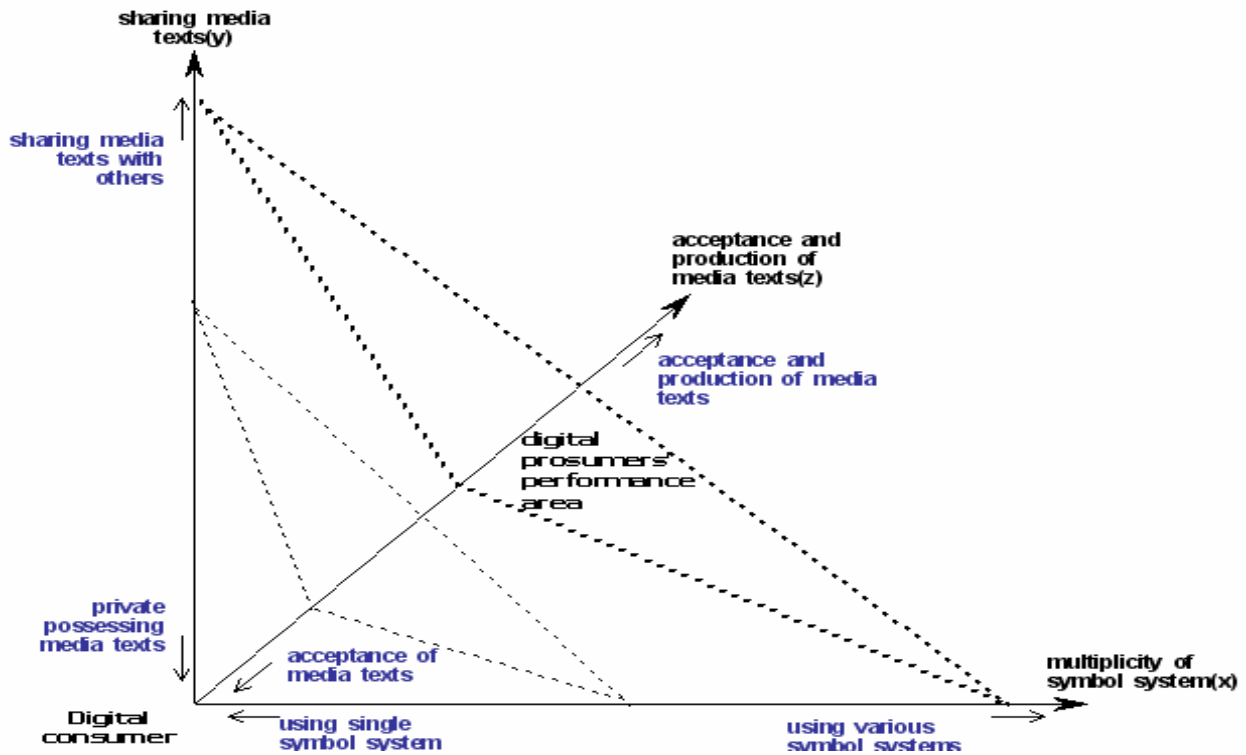 sharing media
texts(y)
sharing media
texts with
others
acceptance and
production of
media texts(z)
acceptance and
production of media
texts
digital
prosumers'
performance
area
private
possessing
media texts
acceptance of
media texts
multiplicity of
symbol system(x)
Digital
consumer
using single
symbol system
using various
symbol systems